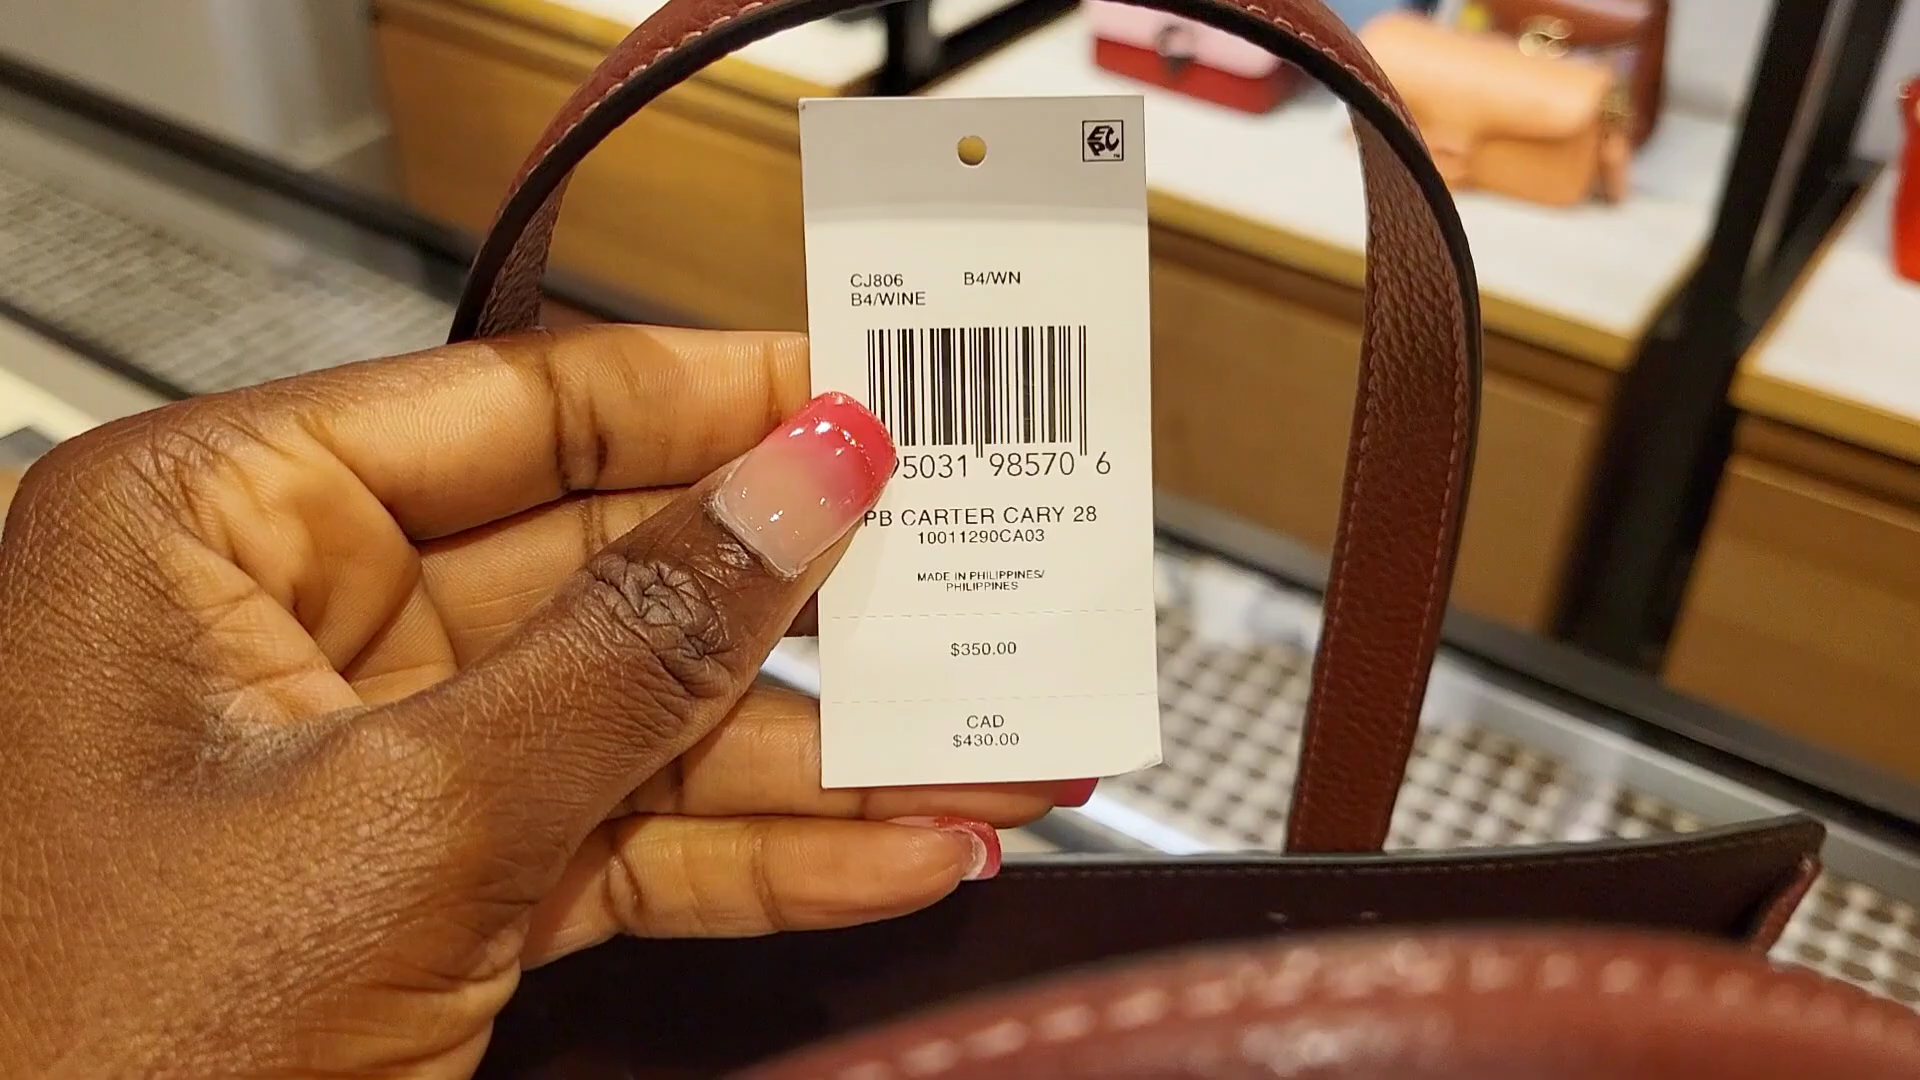 EPC
CJ806 B4/WN
B4/WINE
95031 98570 6
PB CARTER CARY 28
10011290CA03
MADE IN PHILIPPINES/
PHILIPPINES
$350.00
CAD
$430.00